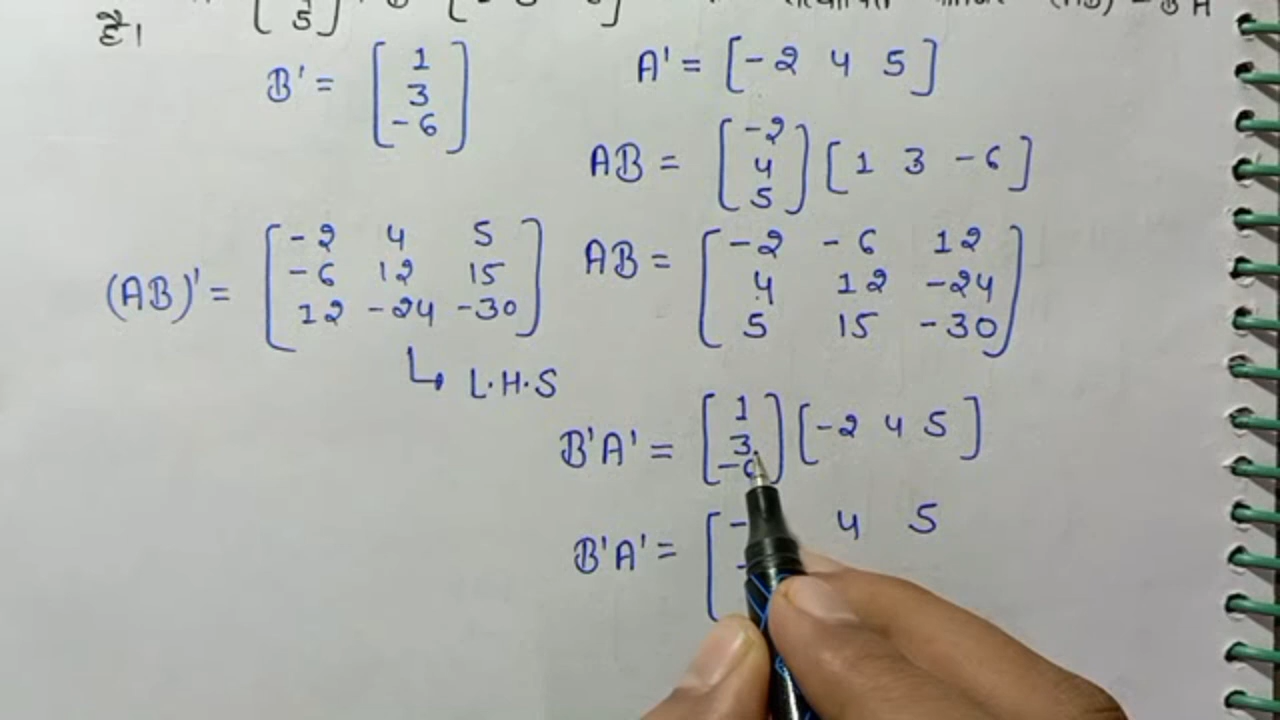 है।
5
B' = [ 1
3
-6 ]
A' = [ -2 4 5 ]
AB = [ -2
4
5 ] [ 1 3 -6 ]
AB = [ -2 -6 12
4 12 -24
5 15 -30 ]
(AB)' = [ -2 4 5
-6 12 15
12 -24 -30 ]
↳ L.H.S
B'A' = [ 1
3
-6 ] [ -2 4 5 ]
B'A' = [ - 4 5
-